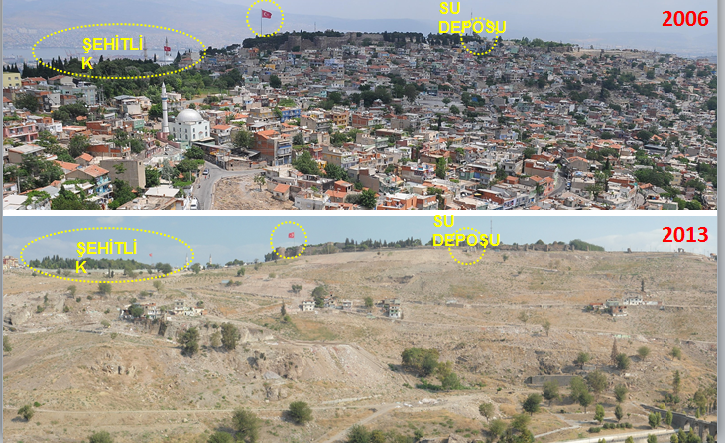 2006
SU
DEPOSU
ŞEHİTLİ
K
2013
SU
DEPOSU
ŞEHİTLİ
K